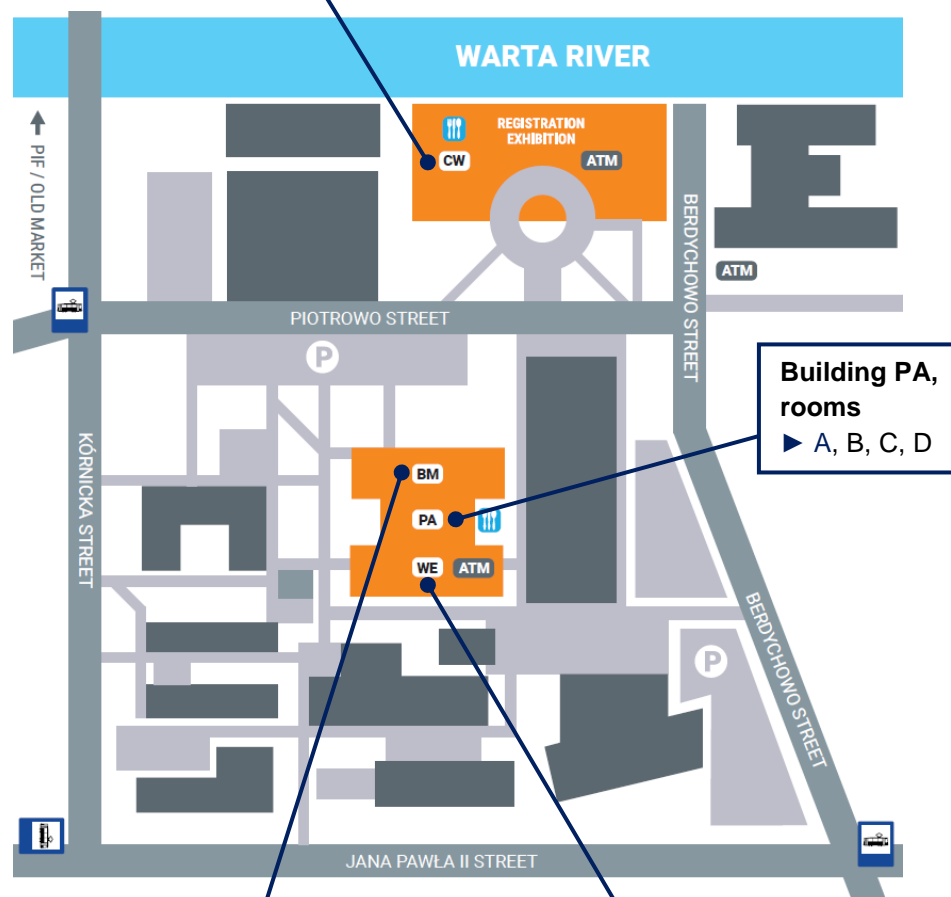 WARTA RIVER
REGISTRATION
EXHIBITION
CW
ATM
PIF / OLD MARKET
BERDYCHOWO STREET
ATM
PIOTROWO STREET
P
Building PA,
rooms
► A, B, C, D
KÓRNICKA STREET
BM
PA
WE
ATM
BERDYCHOWO STREET
P
JANA PAWŁA II STREET